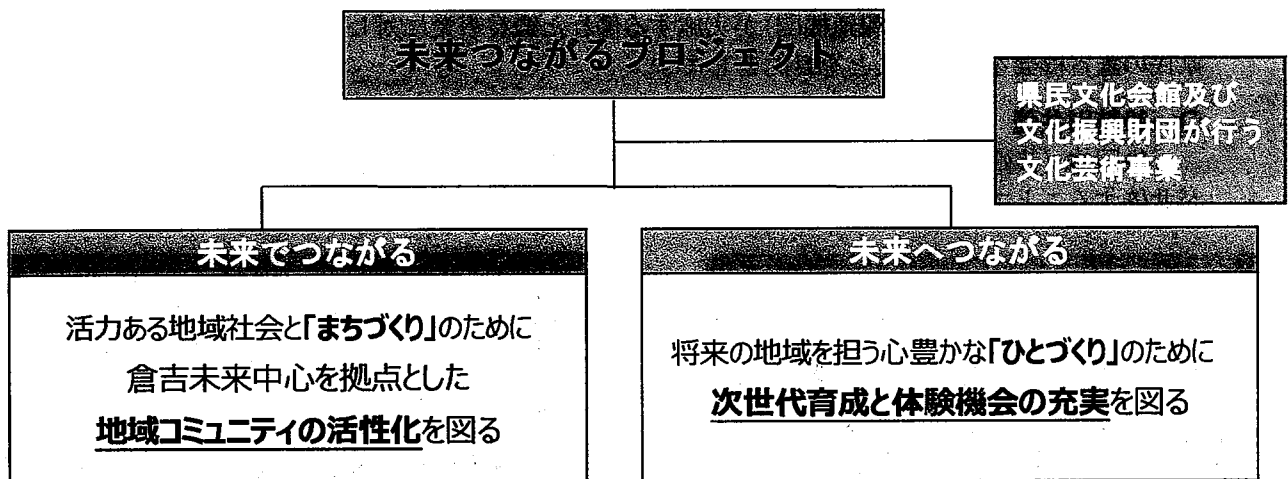 未来つながるプロジェクト
県民文化会館及び
文化振興財団が行う
文化芸術事業
未来でつながる
活力ある地域社会と「まちづくり」のために
倉吉未来中心を拠点とした
地域コミュニティの活性化を図る
未来へつながる
将来の地域を担う心豊かな「ひとづくり」のために
次世代育成と体験機会の充実を図る